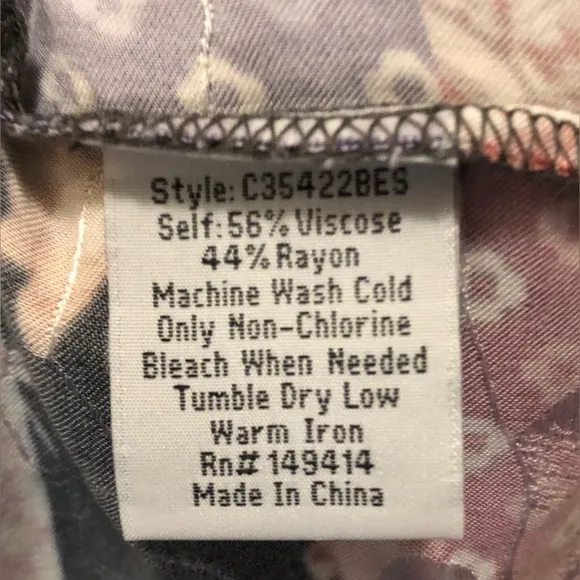 Style: C35422BES
Self: 56% Viscose
44% Rayon
Machine Wash Cold
Only Non-Chlorine
Bleach When Needed
Tumble Dry Low
Warm Iron
Rn# 149414
Made In China